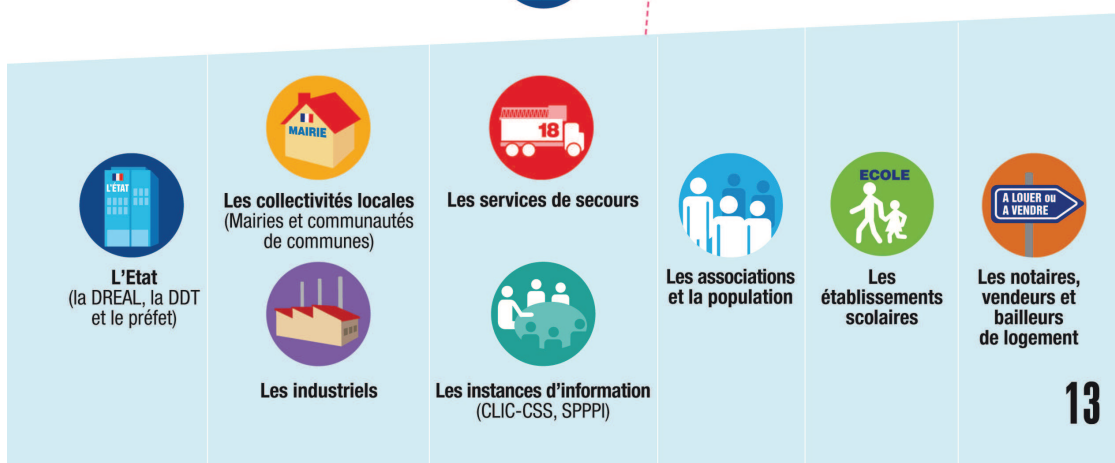 L'ÉTAT
L'Etat
(la DREAL, la DDT
et le préfet)
MAIRIE
Les collectivités locales
(Mairies et communautés
de communes)
Les industriels
18
Les services de secours
Les instances d'information
(CLIC-CSS, SPPPI)
Les associations
et la population
ECOLE
Les
établissements
scolaires
A LOUER ou
A VENDRE
Les notaires,
vendeurs et
bailleurs
de logement
13